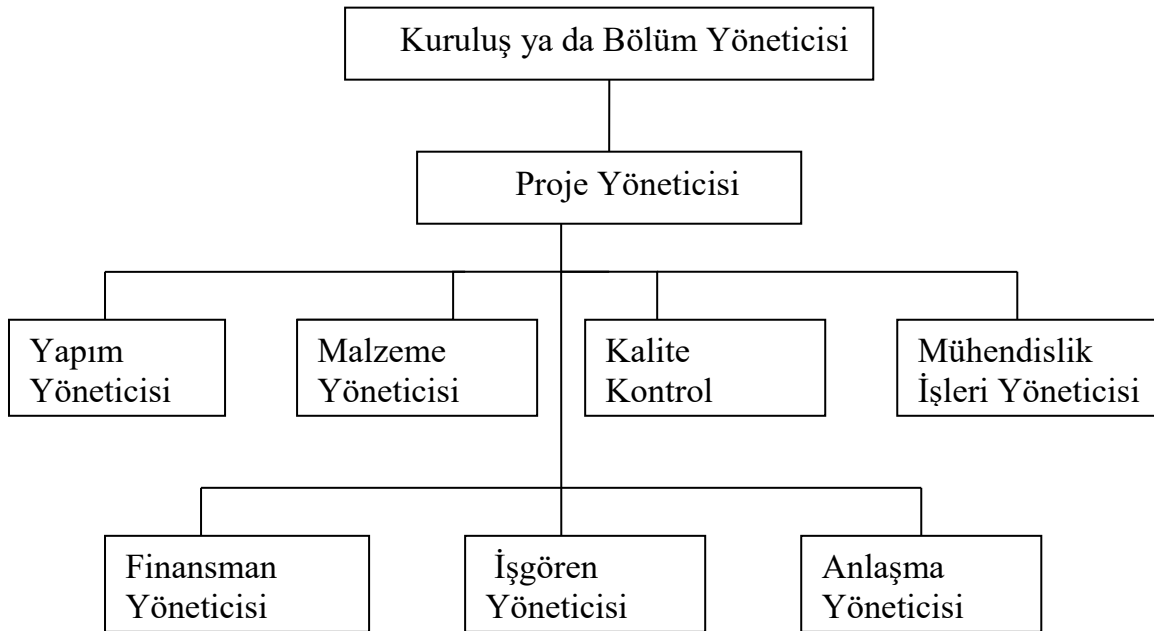 Kuruluş ya da Bölüm Yöneticisi
Proje Yöneticisi
Yapım
Yöneticisi
Malzeme
Yöneticisi
Kalite
Kontrol
Mühendislik
İşleri Yöneticisi
Finansman
Yöneticisi
İşgören
Yöneticisi
Anlaşma
Yöneticisi